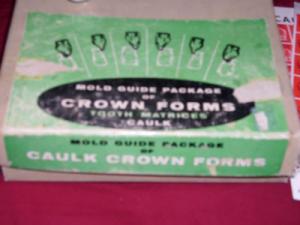 MOLD GUIDE PACKAGE
OF
CROWN FORMS
TOOTH MATRICES
CAULK
MOLD GUIDE PACKAGE
OF
CAULK CROWN FORMS